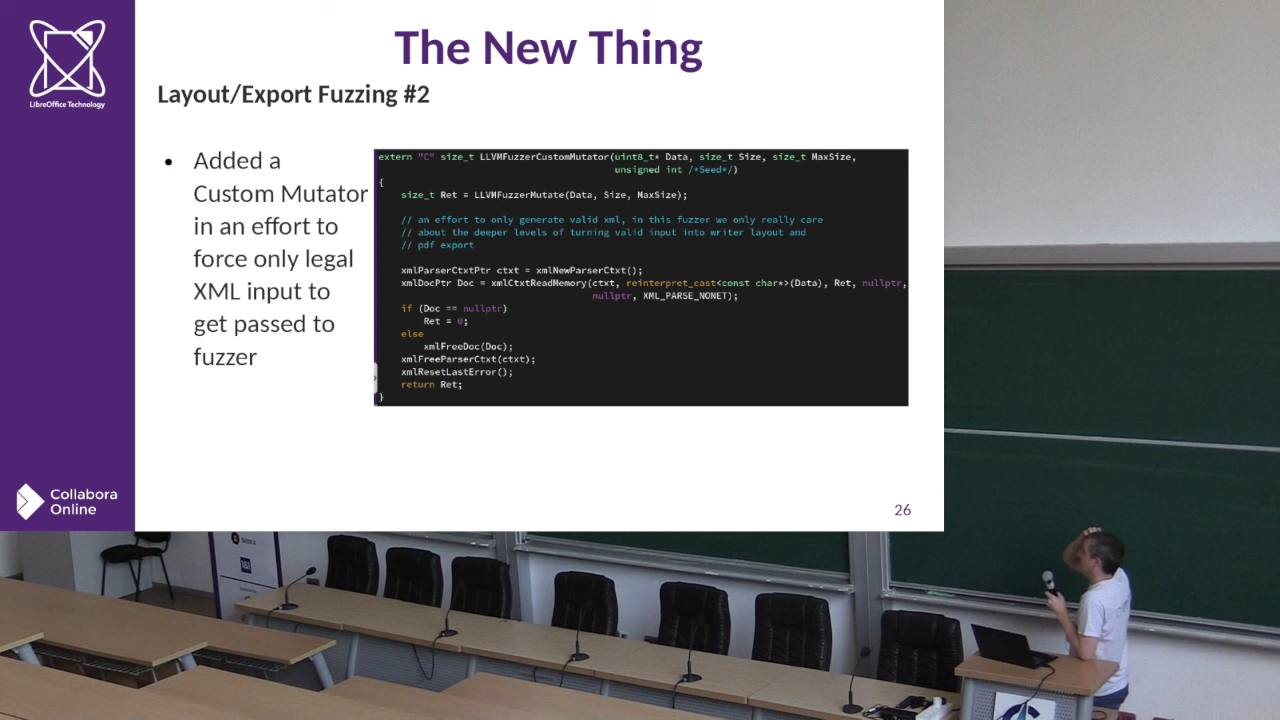 The New Thing
LibreOffice Technology
Layout/Export Fuzzing #2
• Added a
Custom Mutator
in an effort to
force only legal
XML input to
get passed to
fuzzer
extern "C" size_t LLVMFuzzerCustomMutator(uint8_t* Data, size_t Size, size_t MaxSize,
unsigned int /*Seed*/)
{
size_t Ret = LLVMFuzzerMutate(Data, Size, MaxSize);
// an effort to only generate valid xml, in this fuzzer we only really care
// about the deeper levels of turning valid input into writer layout and
// pdf export
xmlParserCtxtPtr ctxt = xmlNewParserCtxt();
xmlDocPtr Doc = xmlCtxtReadMemory(ctxt, reinterpret_cast<const char*>(Data), Ret, nullptr,
nullptr, XML_PARSE_NONET);
if (Doc == nullptr)
Ret = 0;
else
xmlFreeDoc(Doc);
xmlFreeParserCtxt(ctxt);
xmlResetLastError();
return Ret;
}
Collabora
Online
26